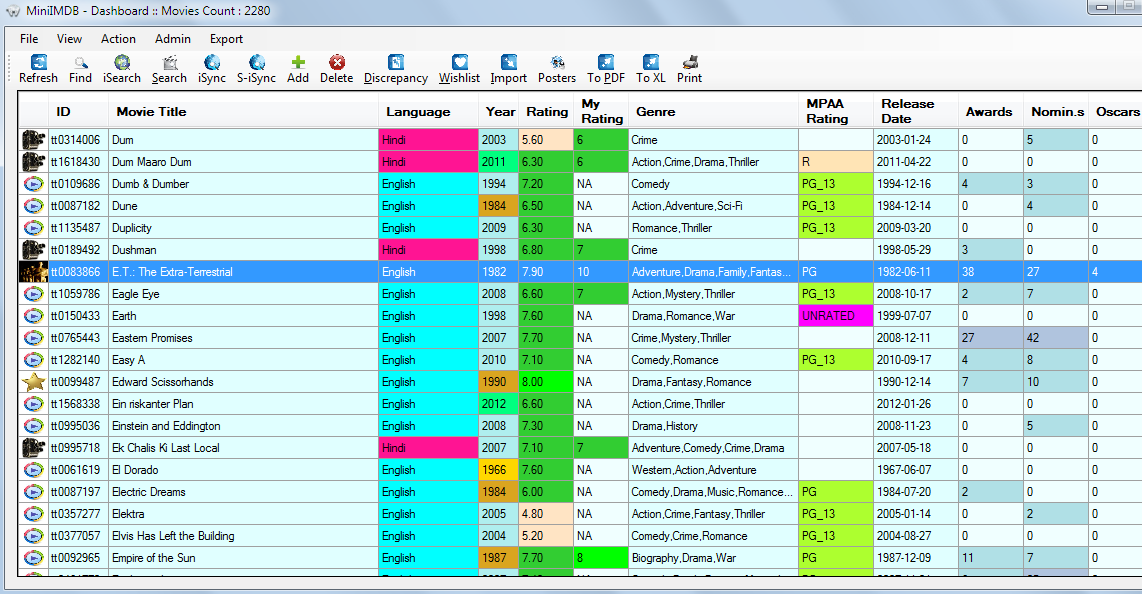 MiniIMDB - Dashboard :: Movies Count : 2280
File View Action Admin Export
Refresh Find iSearch Search iSync S-iSync Add Delete Discrepancy Wishlist Import Posters To PDF To XL Print
ID Movie Title Language Year Rating My Rating Genre MPAA Rating Release Date Awards Nomin.s Oscars
tt0314006 Dum Hindi 2003 5.60 6 Crime 2003-01-24 0 5 0
tt1618430 Dum Maaro Dum Hindi 2011 6.30 6 Action,Crime,Drama,Thriller R 2011-04-22 0 0 0
tt0109686 Dumb & Dumber English 1994 7.20 NA Comedy PG_13 1994-12-16 4 3 0
tt0087182 Dune English 1984 6.50 NA Action,Adventure,Sci-Fi PG_13 1984-12-14 0 4 0
tt1135487 Duplicity English 2009 6.30 NA Romance,Thriller PG_13 2009-03-20 0 0 0
tt0189492 Dushman Hindi 1998 6.80 7 Crime 1998-05-29 3 0 0
tt0083866 E.T.: The Extra-Terrestrial English 1982 7.90 10 Adventure,Drama,Family,Fantas... PG 1982-06-11 38 27 4
tt1059786 Eagle Eye English 2008 6.60 7 Action,Mystery,Thriller PG_13 2008-10-17 2 7 0
tt0150433 Earth English 1998 7.60 NA Drama,Romance,War UNRATED 1999-07-07 0 0 0
tt0765443 Eastern Promises English 2007 7.70 NA Crime,Mystery,Thriller 2008-12-11 27 42 0
tt1282140 Easy A English 2010 7.10 NA Comedy,Romance PG_13 2010-09-17 4 8 0
tt0099487 Edward Scissorhands English 1990 8.00 NA Drama,Fantasy,Romance 1990-12-14 7 10 0
tt1568338 Ein riskanter Plan English 2012 6.60 NA Action,Crime,Thriller 2012-01-26 0 0 0
tt0995036 Einstein and Eddington English 2008 7.30 NA Drama,History 2008-11-23 0 5 0
tt0995718 Ek Chalis Ki Last Local Hindi 2007 7.10 7 Adventure,Comedy,Crime,Drama 2007-05-18 0 0 0
tt0061619 El Dorado English 1966 7.60 NA Western,Action,Adventure 1967-06-07 0 0 0
tt0087197 Electric Dreams English 1984 6.00 NA Comedy,Drama,Music,Romance... PG 1984-07-20 2 0 0
tt0357277 Elektra English 2005 4.80 NA Action,Crime,Fantasy,Thriller PG_13 2005-01-14 0 2 0
tt0377057 Elvis Has Left the Building English 2004 5.20 NA Comedy,Crime,Romance PG_13 2004-08-27 0 0 0
tt0092965 Empire of the Sun English 1987 7.70 8 Biography,Drama,War PG 1987-12-09 11 7 0